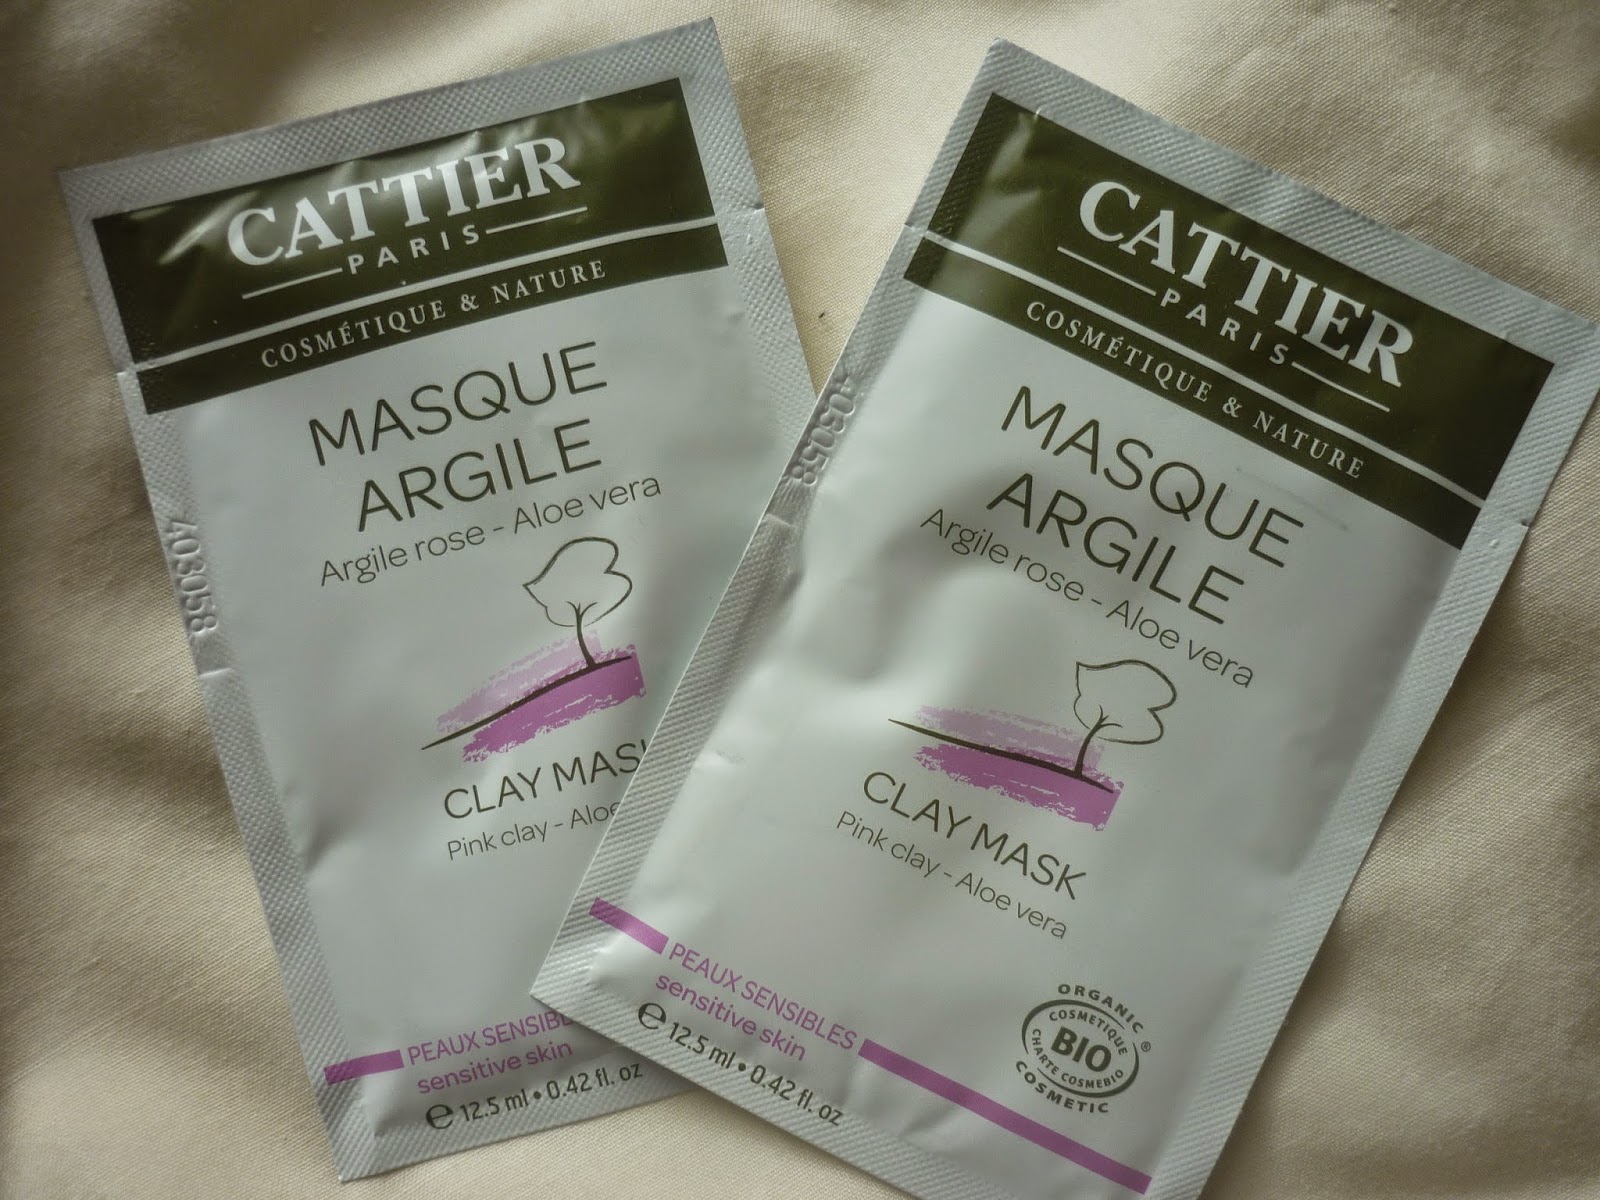 CATTIER
PARIS
COSMÉTIQUE & NATURE
MASQUE
ARGILE
Argile rose - Aloe vera
CLAY MAS
Pink clay - Aloe
PEAUX SENSIB
sensitive skin
℮ 12.5 ml • 0.42 fl. oz
403058
CATTIER
PARIS
COSMÉTIQUE & NATURE
MASQUE
ARGILE
Argile rose - Aloe vera
CLAY MASK
Pink clay - Aloe vera
PEAUX SENSIBLES
sensitive skin
℮ 12.5 ml • 0.42 fl. oz
403058
ORGANIC
COSMETIQUE
BIO
CHARTE COSMEBIO
COSMETIC
®